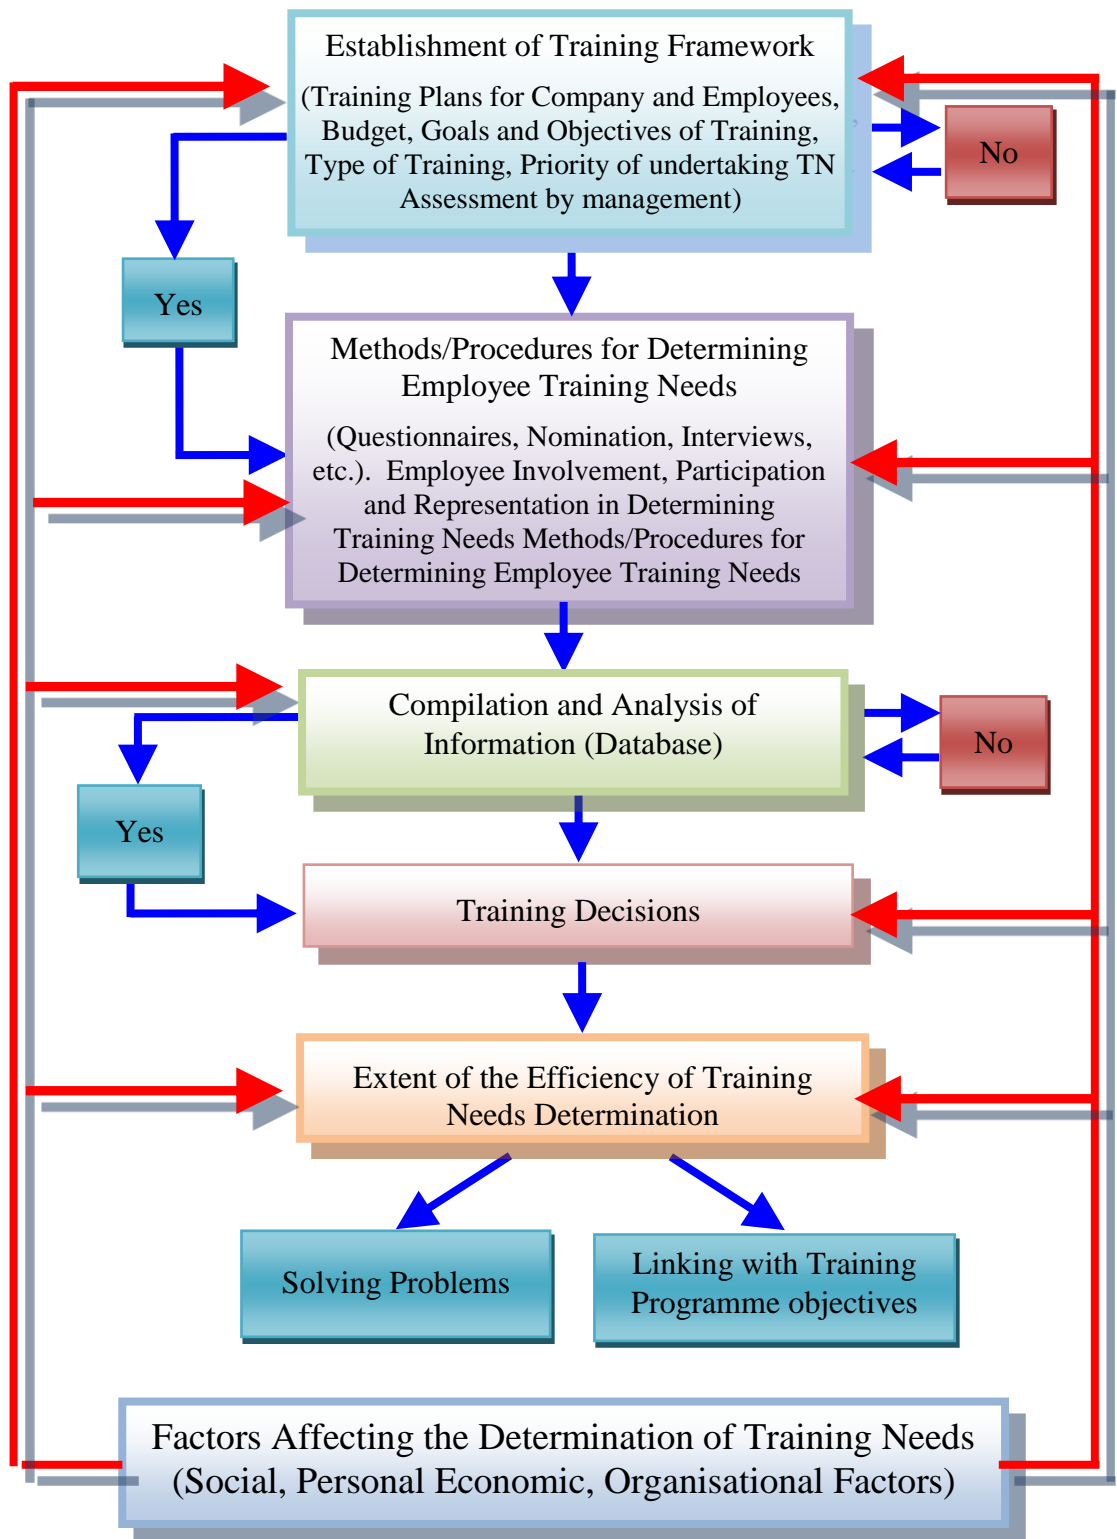 Establishment of Training Framework
(Training Plans for Company and Employees,
Budget, Goals and Objectives of Training,
Type of Training, Priority of undertaking TN
Assessment by management)
No
Yes
Methods/Procedures for Determining
Employee Training Needs
(Questionnaires, Nomination, Interviews,
etc.). Employee Involvement, Participation
and Representation in Determining
Training Needs Methods/Procedures for
Determining Employee Training Needs
Compilation and Analysis of
Information (Database)
No
Yes
Training Decisions
Extent of the Efficiency of Training
Needs Determination
Solving Problems
Linking with Training
Programme objectives
Factors Affecting the Determination of Training Needs
(Social, Personal Economic, Organisational Factors)